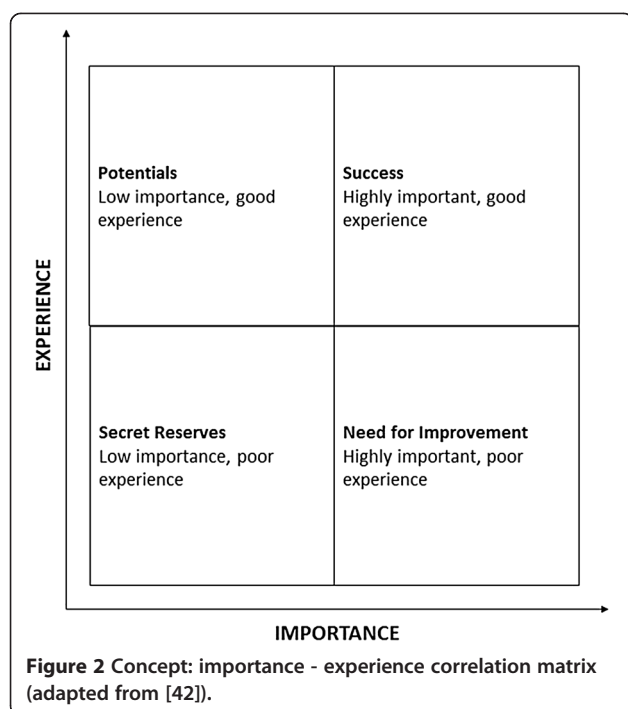 Potentials
Low importance, good
experience
Success
Highly important, good
experience
EXPERIENCE
Secret Reserves
Low importance, poor
experience
Need for Improvement
Highly important, poor
experience
IMPORTANCE
Figure 2 Concept: importance - experience correlation matrix
(adapted from [42]).